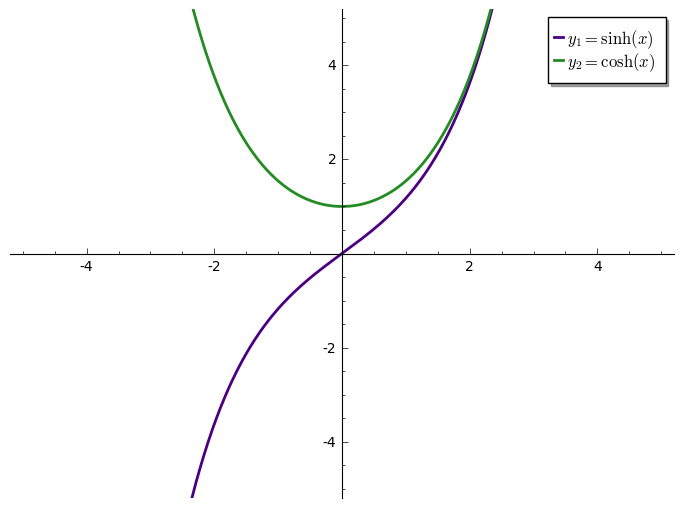 y₁ = sinh(x)
y₂ = cosh(x)
4
2
-4 -2 2 4
-2
-4